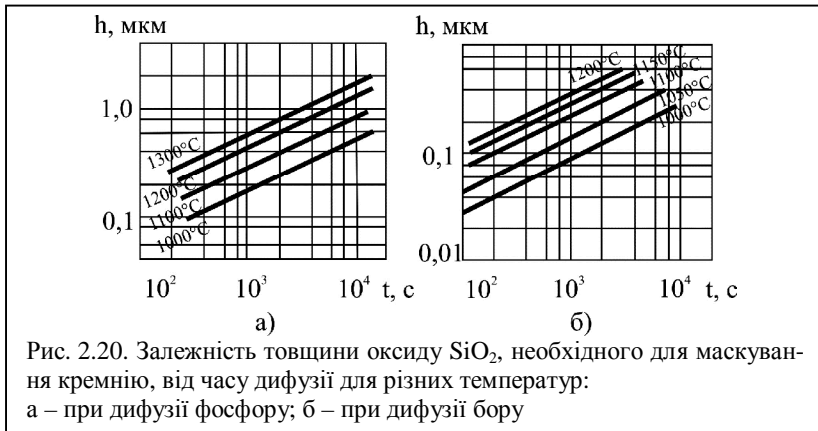 h, мкм
1,0
0,1
1300°C
1200°C
1100°C
1000°C
10² 10³ 10⁴ t, с
а)
h, мкм
0,1
0,01
1200°C
1150°C
1100°C
1050°C
1000°C
10² 10³ 10⁴ t, с
б)
Рис. 2.20. Залежність товщини оксиду SiO₂, необхідного для маскуван-
ня кремнію, від часу дифузії для різних температур:
а – при дифузії фосфору; б – при дифузії бору